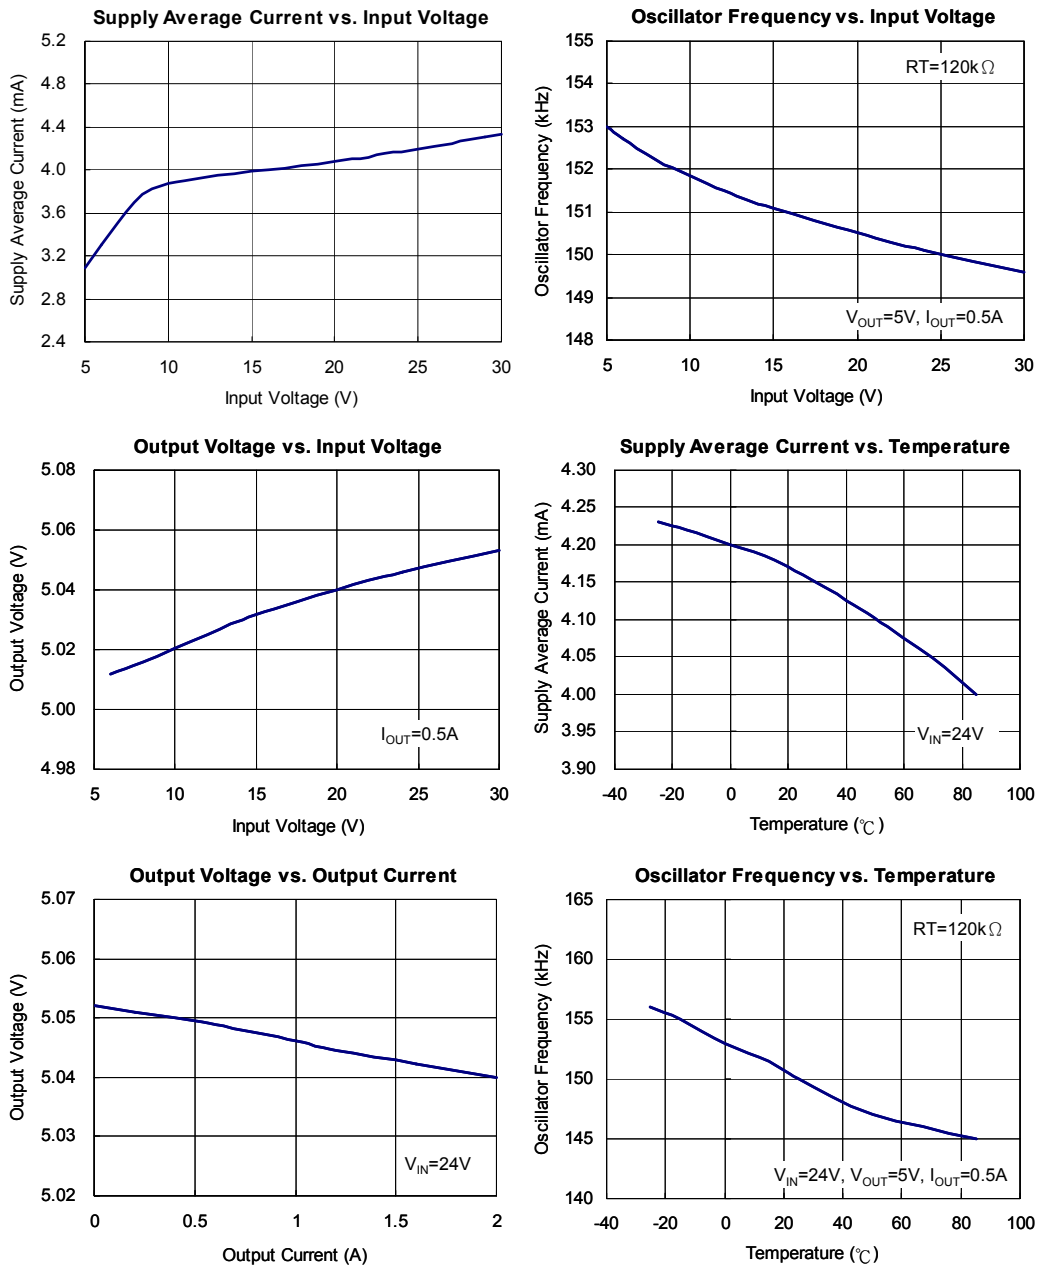 Supply Average Current vs. Input Voltage
Supply Average Current (mA)
5.2
4.8
4.4
4.0
3.6
3.2
2.8
2.4
5 10 15 20 25 30
Input Voltage (V)
Oscillator Frequency vs. Input Voltage
Oscillator Frequency (kHz)
155
154
153
152
151
150
149
148
RT=120kΩ
VOUT=5V, IOUT=0.5A
5 10 15 20 25 30
Input Voltage (V)
Output Voltage vs. Input Voltage
Output Voltage (V)
5.08
5.06
5.04
5.02
5.00
4.98
IOUT=0.5A
5 10 15 20 25 30
Input Voltage (V)
Supply Average Current vs. Temperature
Supply Average Current (mA)
4.30
4.25
4.20
4.15
4.10
4.05
4.00
3.95
3.90
VIN=24V
-40 -20 0 20 40 60 80 100
Temperature (℃)
Output Voltage vs. Output Current
Output Voltage (V)
5.07
5.06
5.05
5.04
5.03
5.02
VIN=24V
0 0.5 1 1.5 2
Output Current (A)
Oscillator Frequency vs. Temperature
Oscillator Frequency (kHz)
165
160
155
150
145
140
RT=120kΩ
VIN=24V, VOUT=5V, IOUT=0.5A
-40 -20 0 20 40 60 80 100
Temperature (℃)